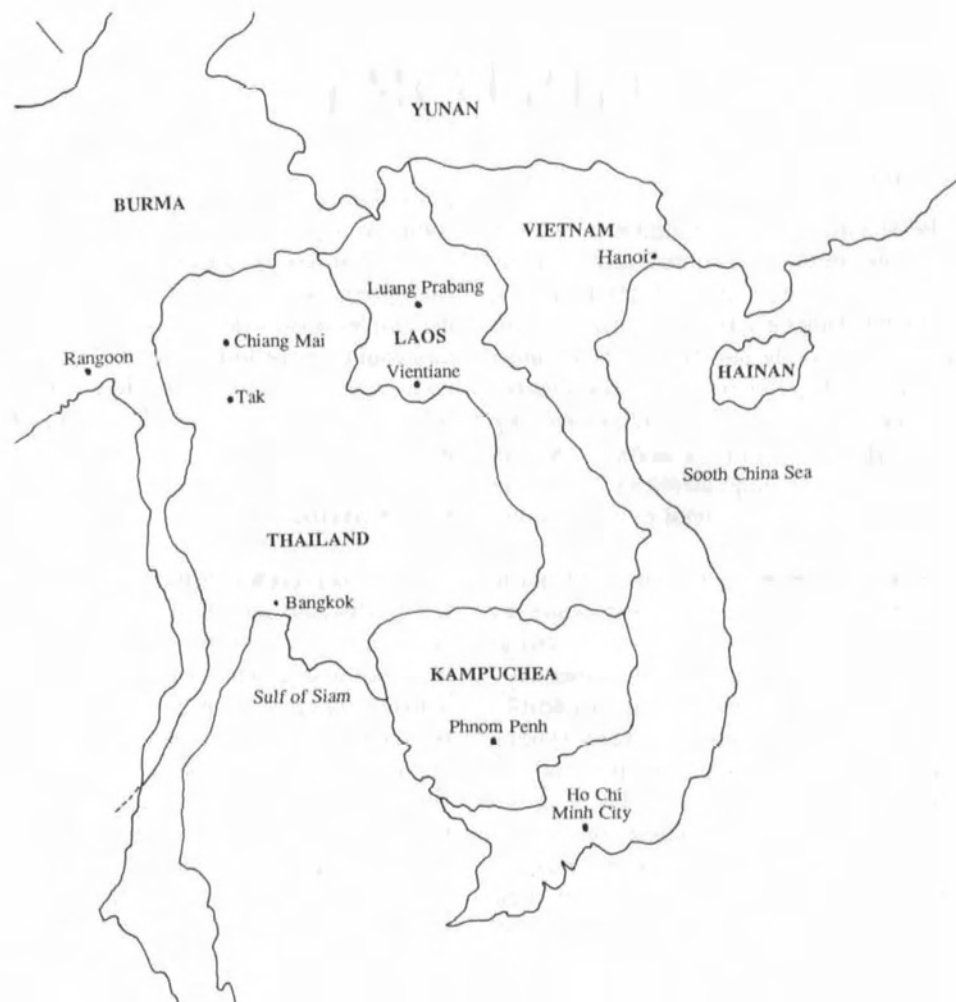 YUNAN
BURMA
VIETNAM
Hanoi
Luang Prabang
Chiang Mai
LAOS
Rangoon
HAINAN
Vientiane
Tak
Sooth China Sea
THAILAND
Bangkok
KAMPUCHEA
Sulf of Siam
Phnom Penh
Ho Chi
Minh City